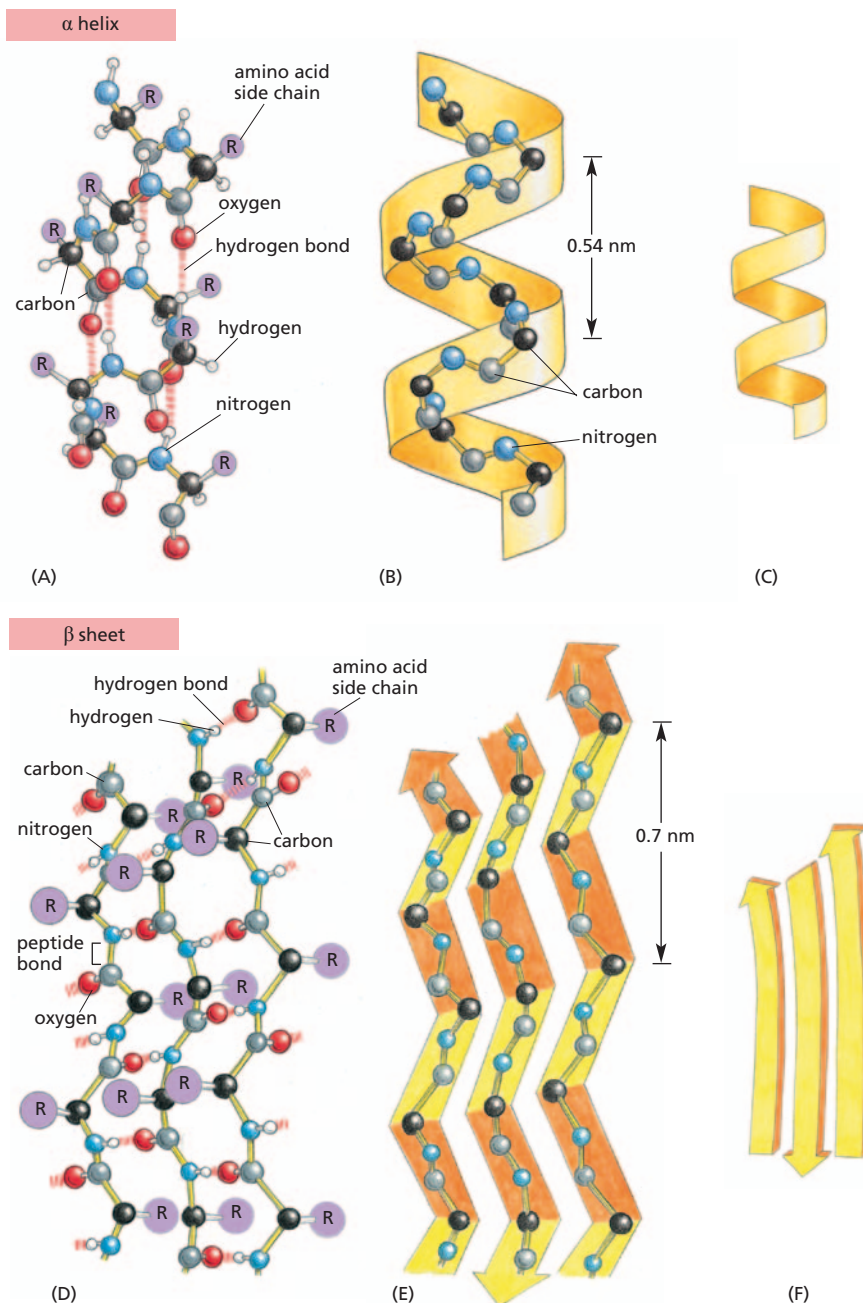 α helix
R
amino acid
side chain
R
R
oxygen
R
hydrogen bond
0.54 nm
carbon
R
R
hydrogen
R
carbon
R
nitrogen
nitrogen
R
(A)
(B)
(C)
β sheet
hydrogen bond
amino acid
side chain
hydrogen
R
carbon
R
R
R
nitrogen
carbon
0.7 nm
R
R
peptide
bond
R
R
R
oxygen
R
R
R
R
R
R
(D)
(E)
(F)